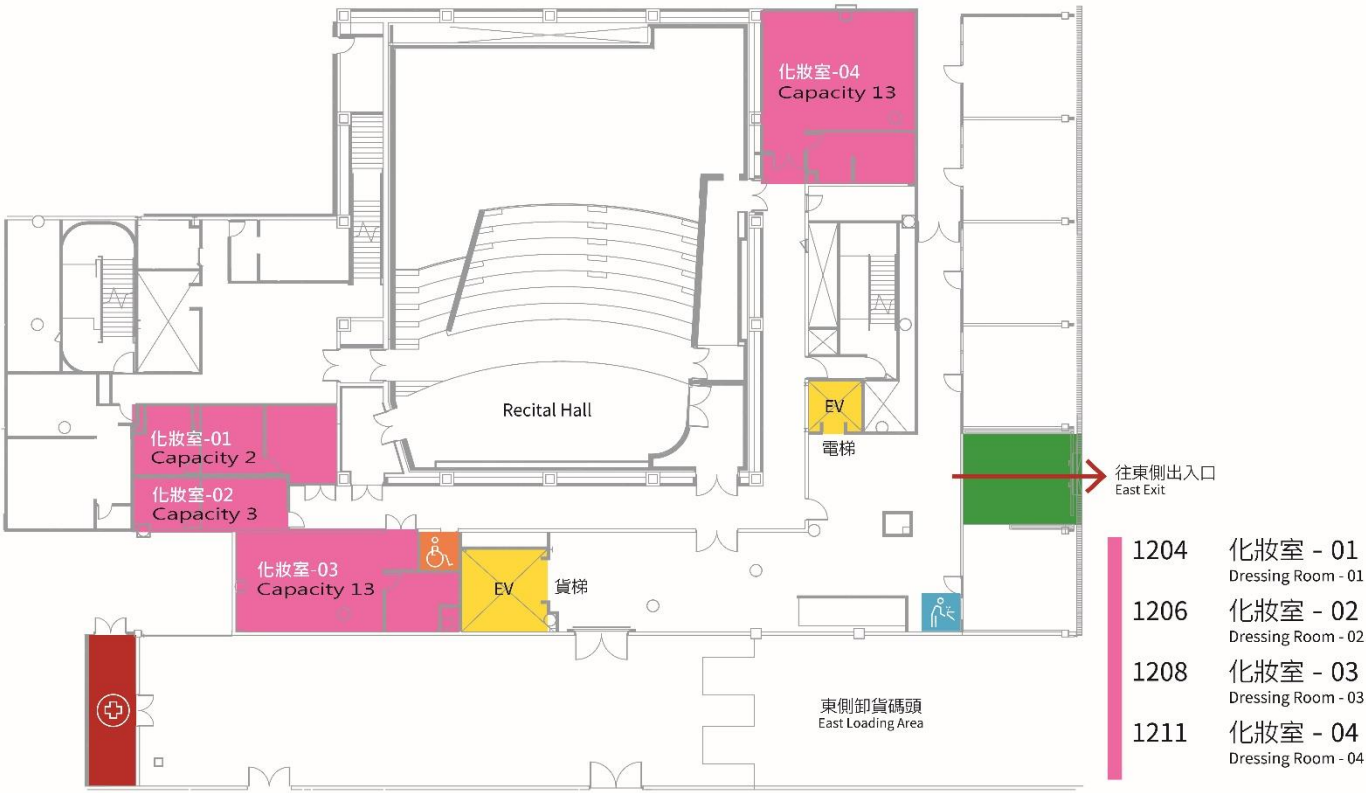 化妝室-04
Capacity 13
Recital Hall
EV
電梯
化妝室-01
Capacity 2
化妝室-02
Capacity 3
往東側出入口
East Exit
化妝室-03
Capacity 13
EV
貨梯
東側卸貨碼頭
East Loading Area
1204 化妝室 - 01
Dressing Room - 01
1206 化妝室 - 02
Dressing Room - 02
1208 化妝室 - 03
Dressing Room - 03
1211 化妝室 - 04
Dressing Room - 04